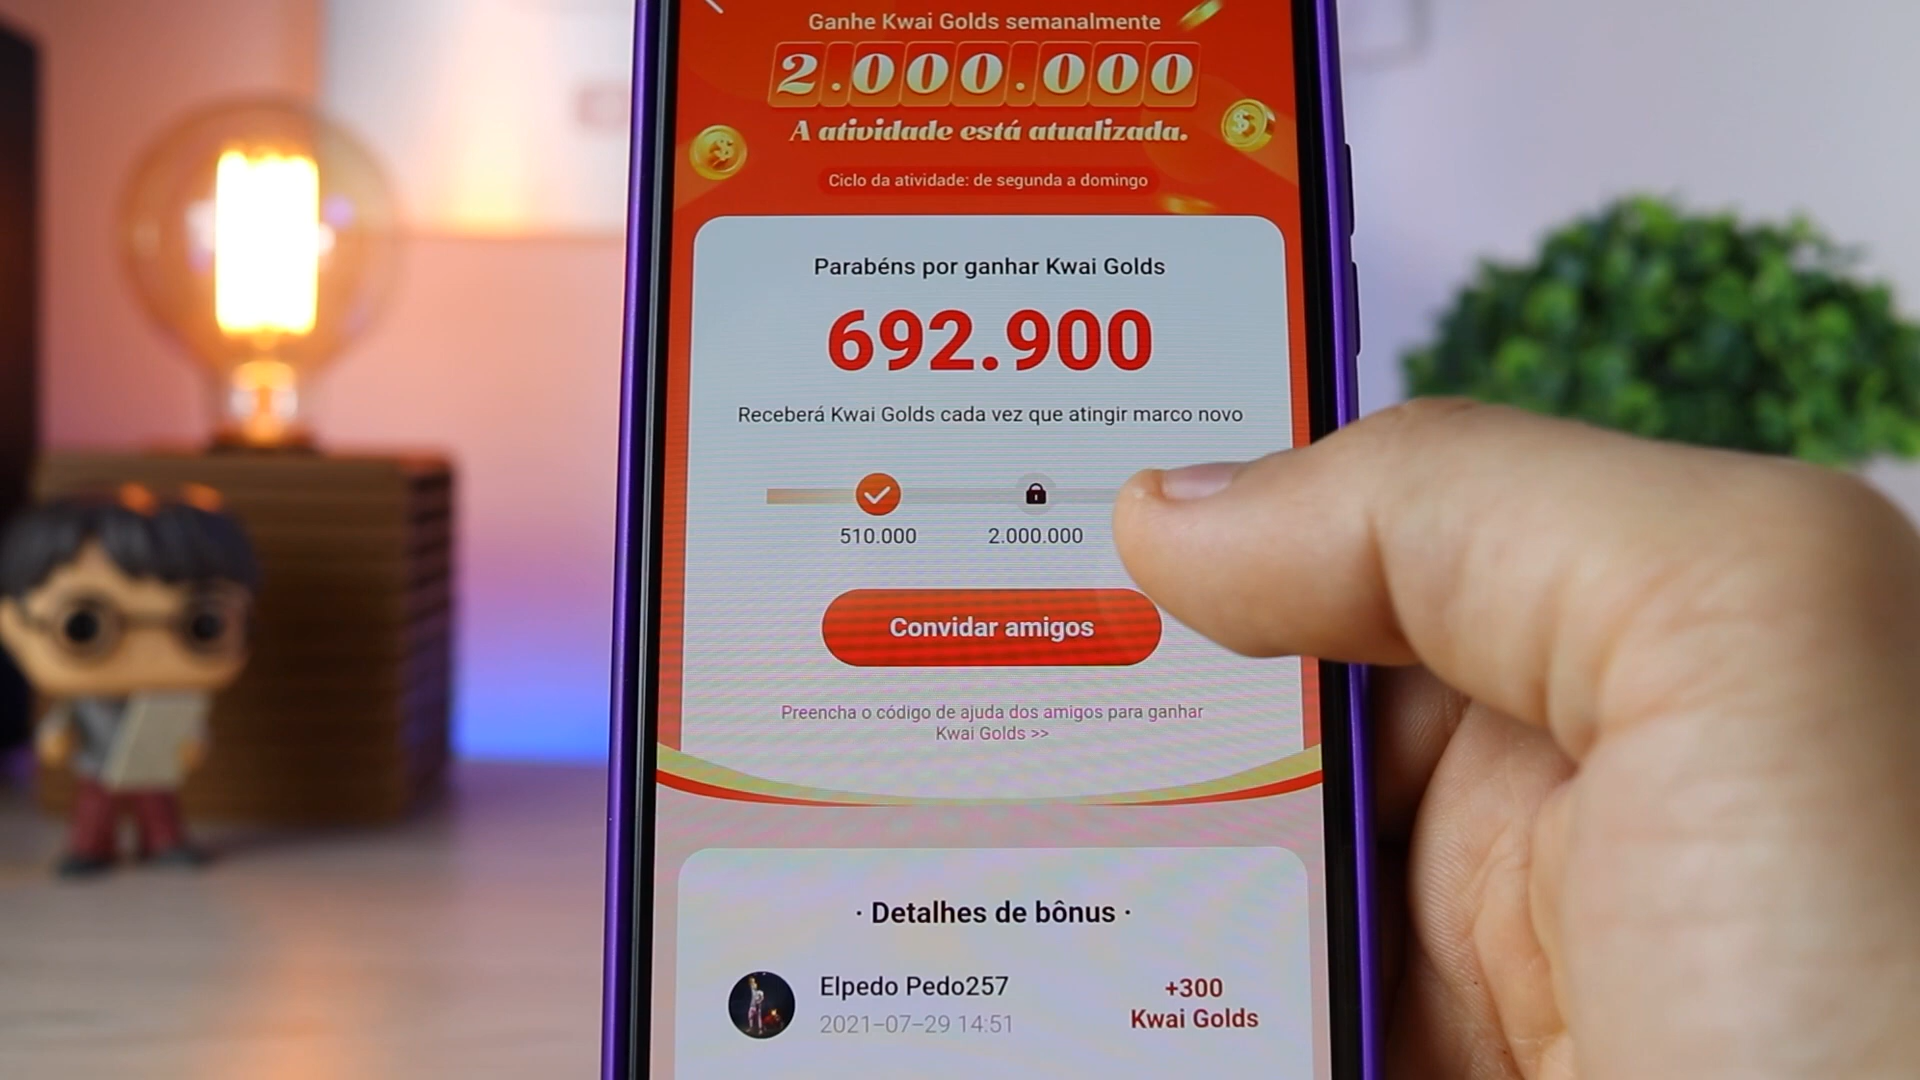 Ganhe Kwai Golds semanalmente
2.000.000
A atividade está atualizada.
Ciclo da atividade: de segunda a domingo
Parabéns por ganhar Kwai Golds
692.900
Receberá Kwai Golds cada vez que atingir marco novo
510.000
2.000.000
Convidar amigos
Preencha o código de ajuda dos amigos para ganhar
Kwai Golds >>
· Detalhes de bônus ·
Elpedo Pedo257
2021-07-29 14:51
+300
Kwai Golds